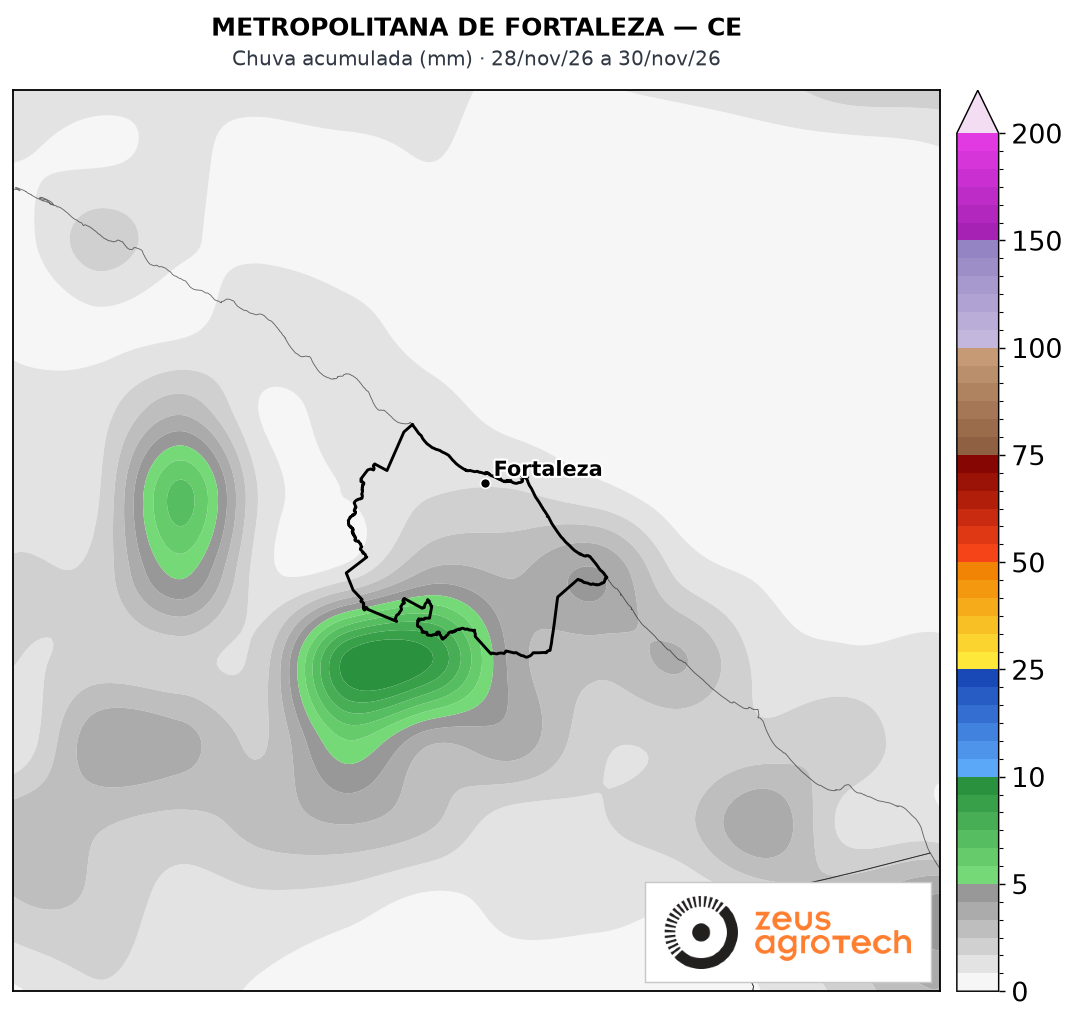 METROPOLITANA DE FORTALEZA — CE
Chuva acumulada (mm) · 28/nov/26 a 30/nov/26
Fortaleza
200
150
100
75
50
25
10
5
0
zeus
agrotech